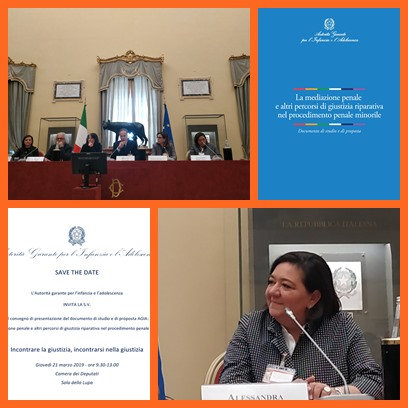 Autorità Garante
per l'Infanzia e l'Adolescenza
La mediazione penale
e altri percorsi di giustizia riparativa
nel procedimento penale minorile
Documento di studio e di proposta
Garante per l'Infanzia e l'Adolescenza
SAVE THE DATE
L'Autorità garante per l'infanzia e l'adolescenza
INVITA LA S.V.
convegno di presentazione del documento di studio e di proposta AGIA:
penale e altri percorsi di giustizia riparativa nel procedimento penale
Incontrare la giustizia, incontrarsi nella giustizia
Giovedì 21 marzo 2019 - ore 9.30-13.00
Camera dei Deputati
Sala della Lupa
LA REPUBBLICA ITALIANA
ALESSANDRA